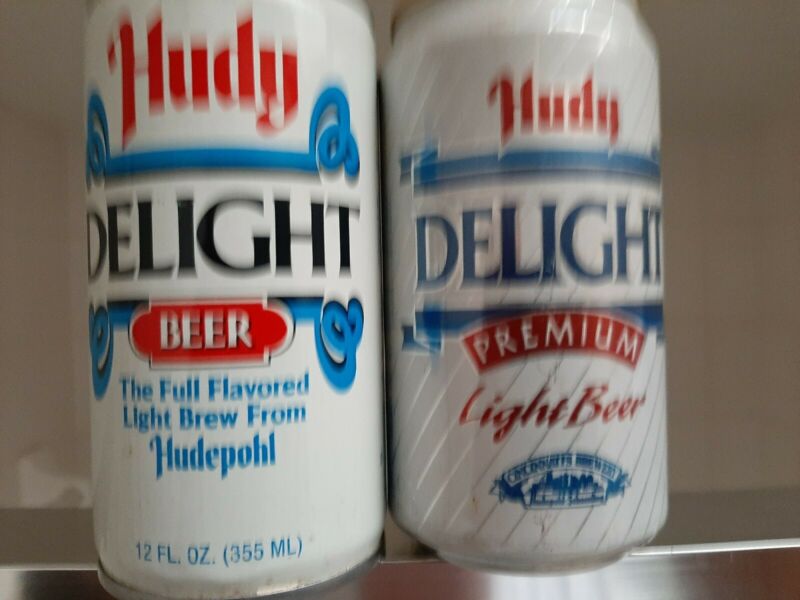 Hudy
DELIGHT
BEER
The Full Flavored
Light Brew From
Hudepohl
12 FL. OZ. (355 ML)
Hudy
DELIGHT
PREMIUM
Light Beer